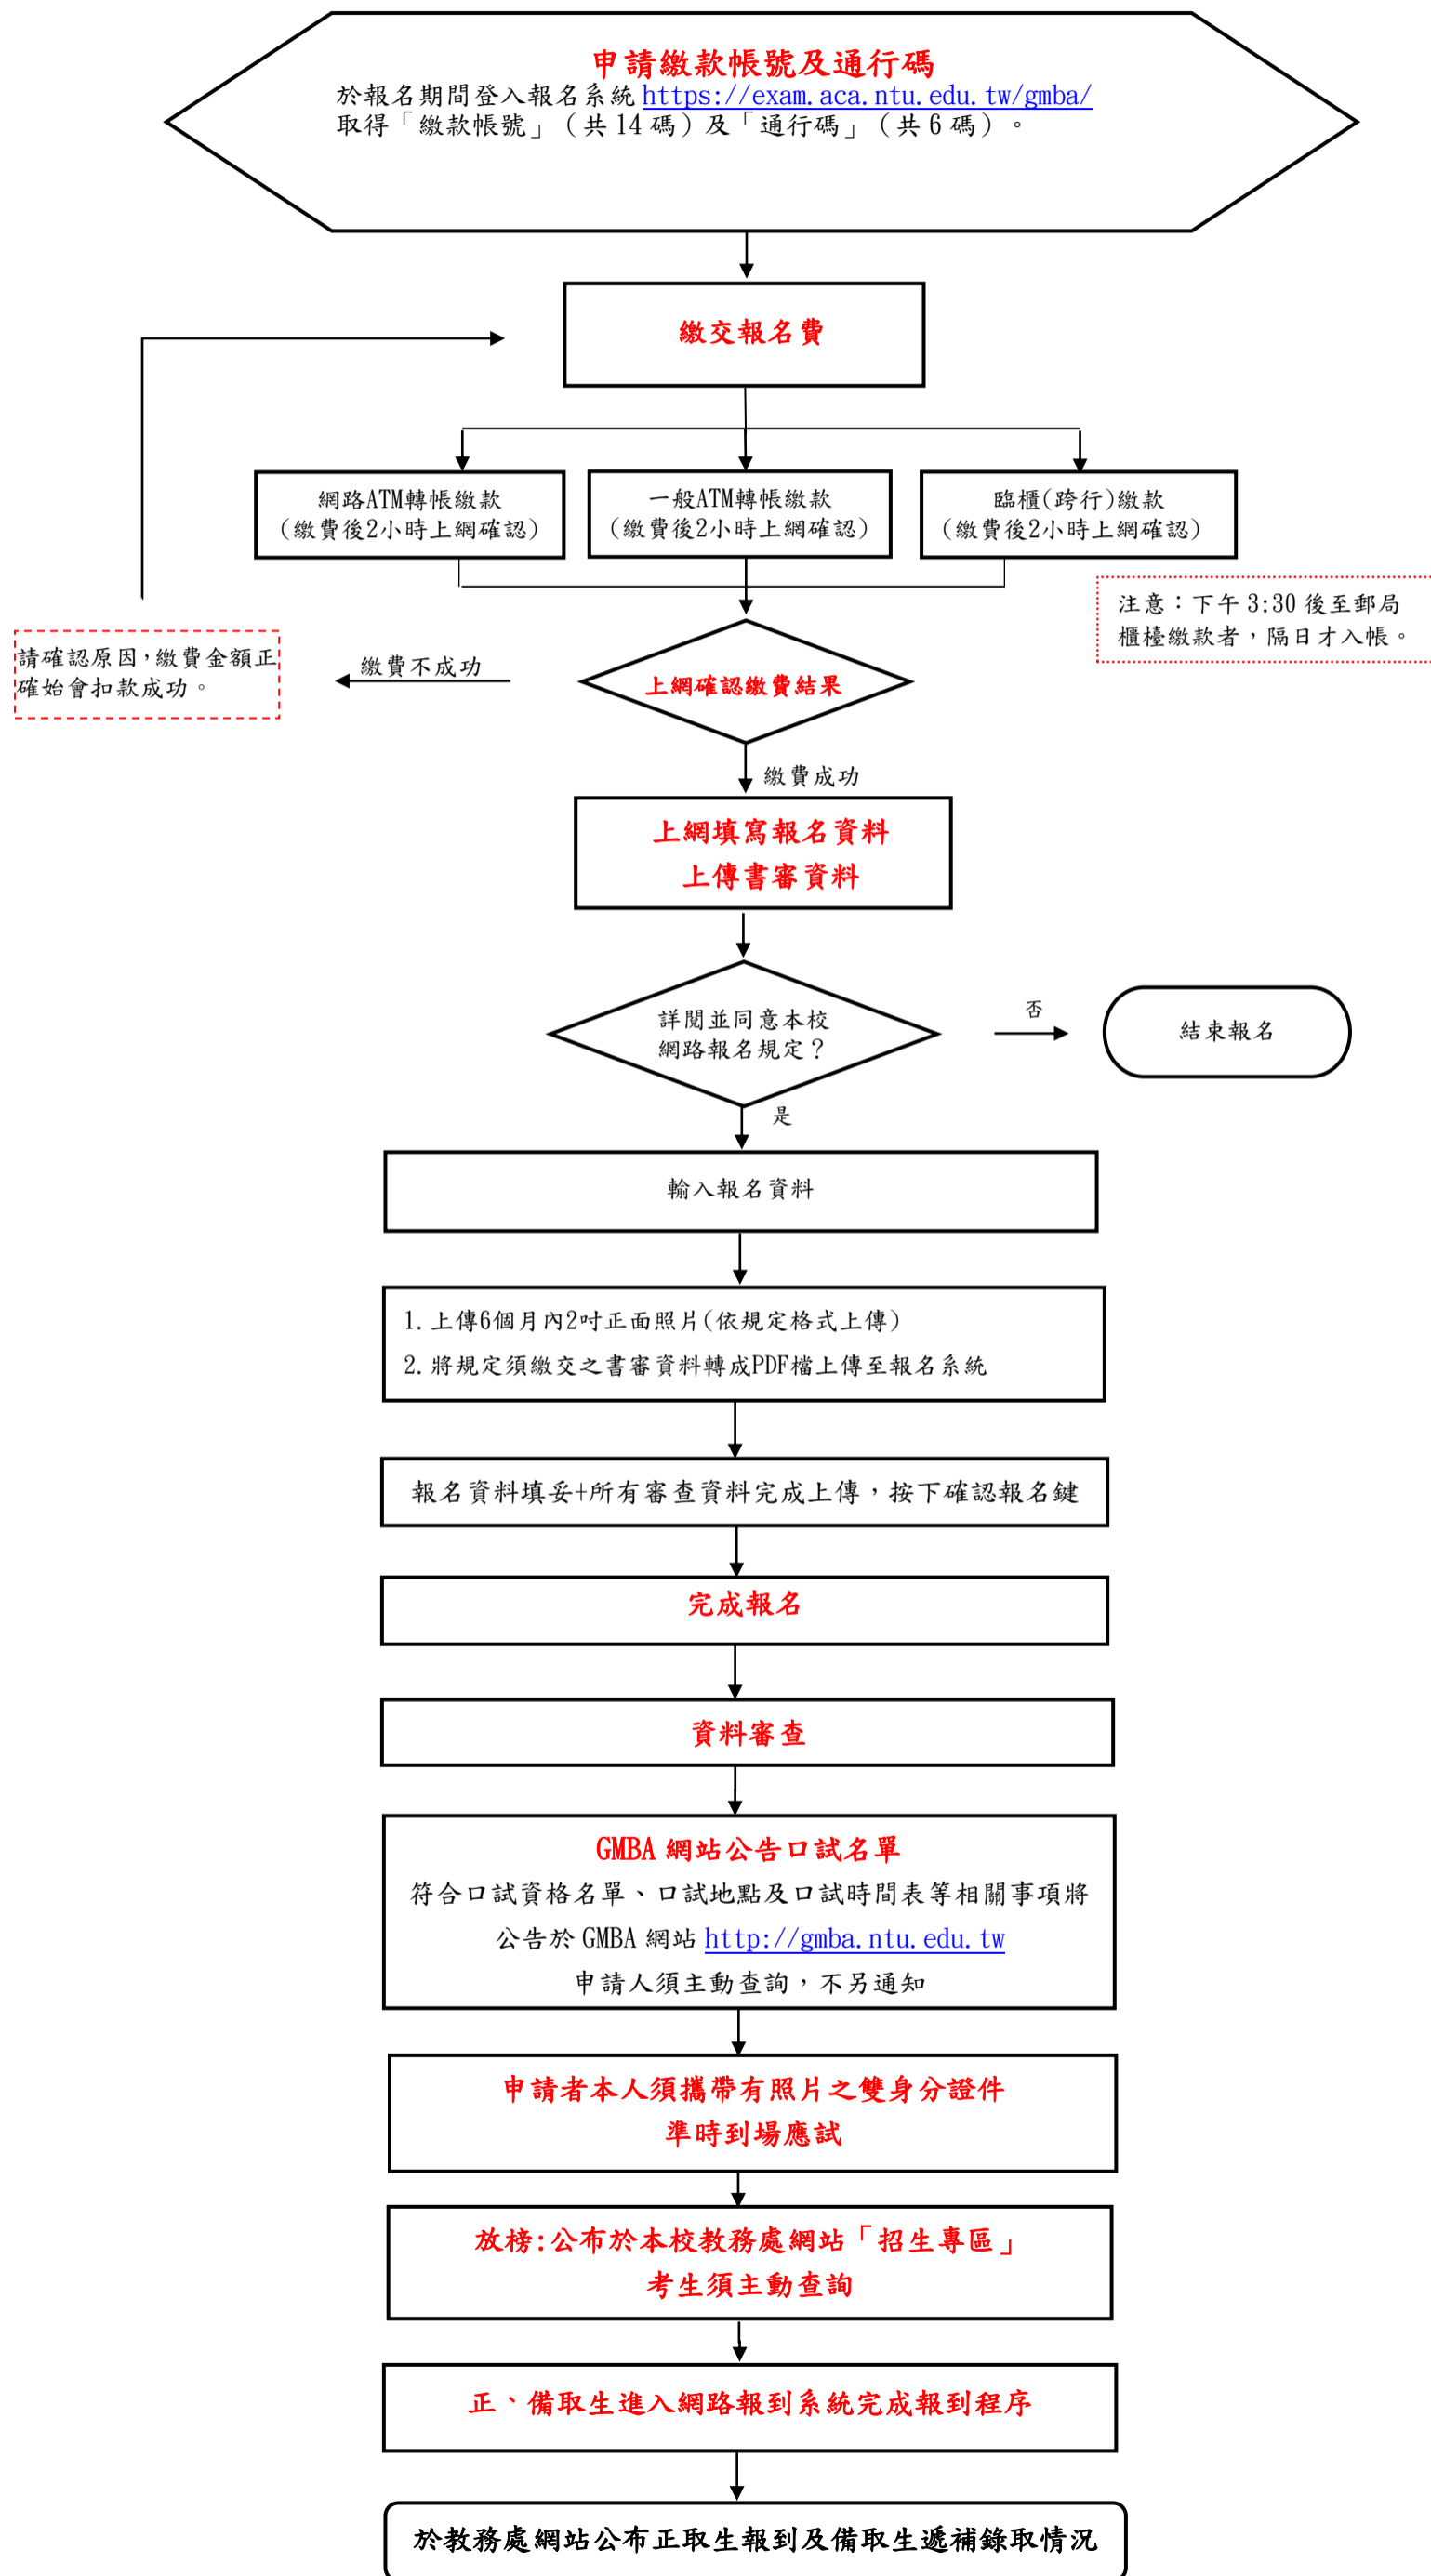 申請繳款帳號及通行碼
於報名期間登入報名系統 https://exam.aca.ntu.edu.tw/gmba/
取得「繳款帳號」（共 14 碼）及「通行碼」（共 6 碼）。
繳交報名費
網路ATM轉帳繳款
(繳費後2小時上網確認)
一般ATM轉帳繳款
(繳費後2小時上網確認)
臨櫃(跨行)繳款
(繳費後2小時上網確認)
注意：下午 3:30 後至郵局
櫃檯繳款者，隔日才入帳。
請確認原因,繳費金額正
確始會扣款成功。
繳費不成功
上網確認繳費結果
繳費成功
上網填寫報名資料
上傳書審資料
詳閱並同意本校
網路報名規定？
否
結束報名
是
輸入報名資料
1. 上傳6個月內2吋正面照片(依規定格式上傳)
2. 將規定須繳交之書審資料轉成PDF檔上傳至報名系統
報名資料填妥+所有審查資料完成上傳，按下確認報名鍵
完成報名
資料審查
GMBA 網站公告口試名單
符合口試資格名單、口試地點及口試時間表等相關事項將
公告於 GMBA 網站 http://gmba.ntu.edu.tw
申請人須主動查詢，不另通知
申請者本人須攜帶有照片之雙身分證件
準時到場應試
放榜:公布於本校教務處網站「招生專區」
考生須主動查詢
正、備取生進入網路報到系統完成報到程序
於教務處網站公布正取生報到及備取生遞補錄取情況